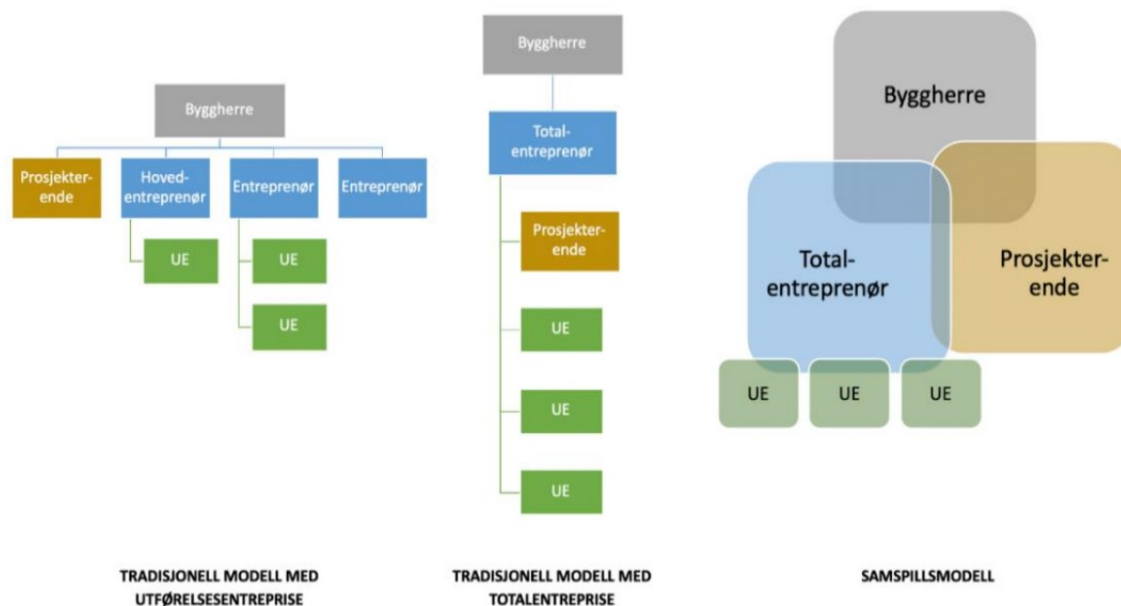 Byggherre
Prosjekter-
ende
Hoved-
entreprenør
Entreprenør
Entreprenør
UE
UE
UE
TRADISJONELL MODELL MED
UTFØRELSESENTREPRISE
Byggherre
Total-
entreprenør
Prosjekter-
ende
UE
UE
UE
TRADISJONELL MODELL MED
TOTALENTREPRISE
Byggherre
Total-
entreprenør
Prosjekter-
ende
UE
UE
UE
SAMSPILLSMODELL